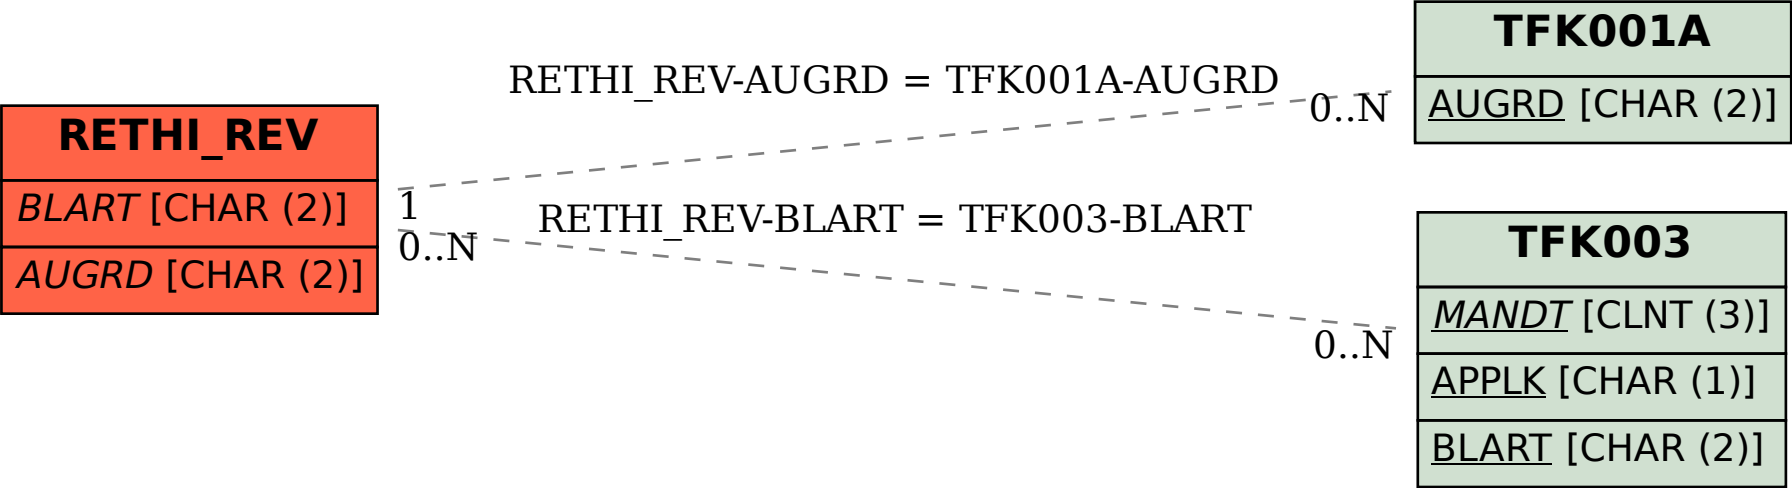 RETHI_REV
BLART [CHAR (2)]
AUGRD [CHAR (2)]
RETHI_REV-AUGRD = TFK001A-AUGRD
0..N
1
RETHI_REV-BLART = TFK003-BLART
0..N
0..N
TFK001A
AUGRD [CHAR (2)]
TFK003
MANDT [CLNT (3)]
APPLK [CHAR (1)]
BLART [CHAR (2)]